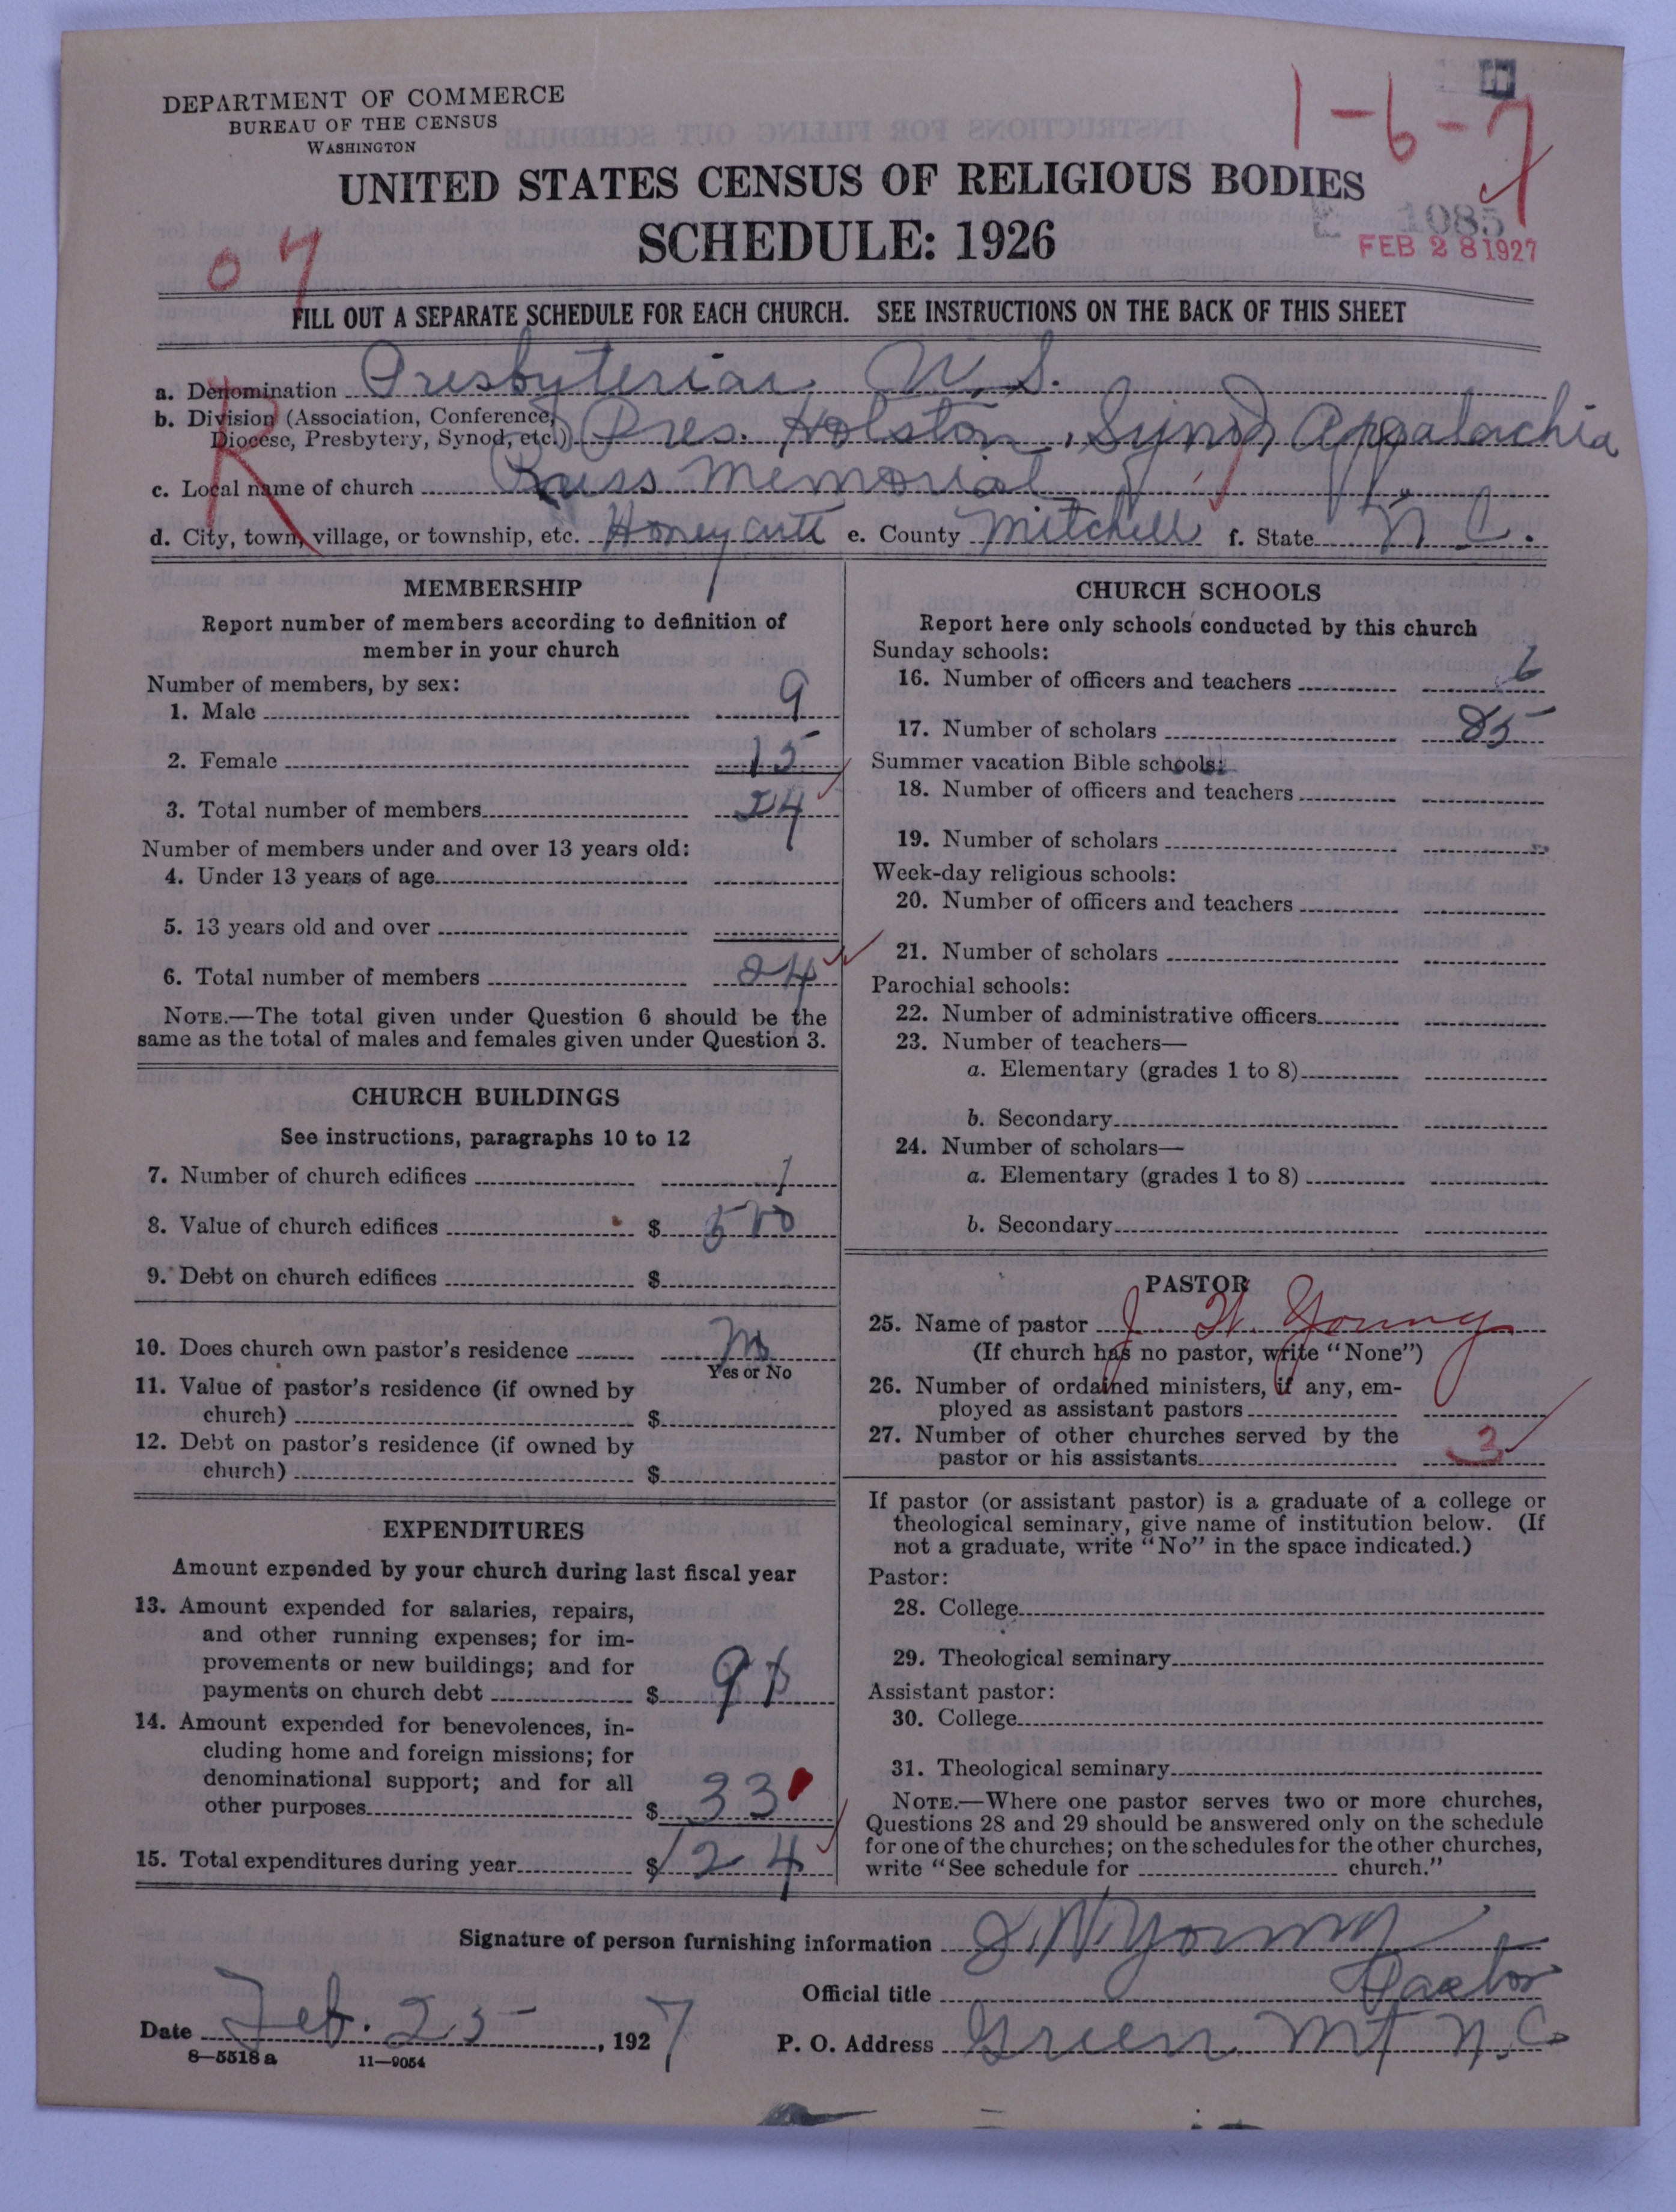 DEPARTMENT OF COMMERCE
BUREAU OF THE CENSUS
WASHINGTON
1-6-7
UNITED STATES CENSUS OF RELIGIOUS BODIES
SCHEDULE: 1926
1085
FEB 28 1927
07
FILL OUT A SEPARATE SCHEDULE FOR EACH CHURCH. SEE INSTRUCTIONS ON THE BACK OF THIS SHEET
a. Denomination Presbyterian U.S.
b. Division (Association, Conference,
Diocese, Presbytery, Synod, etc.) Pres. Holston, Synod Appalachia
R
c. Local name of church Memorial
d. City, town, village, or township, etc. Honeycutt e. County Mitchell f. State N.C.
MEMBERSHIP
Report number of members according to definition of
member in your church
Number of members, by sex:
1. Male 9
2. Female 15
3. Total number of members 24
Number of members under and over 13 years old:
4. Under 13 years of age
5. 13 years old and over
6. Total number of members 24
NOTE.—The total given under Question 6 should be the
same as the total of males and females given under Question 3.
CHURCH BUILDINGS
See instructions, paragraphs 10 to 12
7. Number of church edifices 1
8. Value of church edifices $ 500
9. Debt on church edifices $
10. Does church own pastor's residence No
Yes or No
11. Value of pastor's residence (if owned by
church) $
12. Debt on pastor's residence (if owned by
church) $
EXPENDITURES
Amount expended by your church during last fiscal year
13. Amount expended for salaries, repairs,
and other running expenses; for im-
provements or new buildings; and for
payments on church debt $ 91
14. Amount expended for benevolences, in-
cluding home and foreign missions; for
denominational support; and for all
other purposes $ 33
15. Total expenditures during year $ 124
CHURCH SCHOOLS
Report here only schools conducted by this church
Sunday schools:
16. Number of officers and teachers 6
17. Number of scholars 85
Summer vacation Bible schools:
18. Number of officers and teachers
19. Number of scholars
Week-day religious schools:
20. Number of officers and teachers
21. Number of scholars
Parochial schools:
22. Number of administrative officers
23. Number of teachers—
a. Elementary (grades 1 to 8)
b. Secondary
24. Number of scholars—
a. Elementary (grades 1 to 8)
b. Secondary
PASTOR
25. Name of pastor J. W. Young
(If church has no pastor, write "None")
26. Number of ordained ministers, if any, em-
ployed as assistant pastors
27. Number of other churches served by the
pastor or his assistants 3
If pastor (or assistant pastor) is a graduate of a college or
theological seminary, give name of institution below. (If
not a graduate, write "No" in the space indicated.)
Pastor:
28. College
29. Theological seminary
Assistant pastor:
30. College
31. Theological seminary
NOTE.—Where one pastor serves two or more churches,
Questions 28 and 29 should be answered only on the schedule
for one of the churches; on the schedules for the other churches,
write "See schedule for church."
Signature of person furnishing information J. W. Young
Official title Pastor
Date Feb. 25, 1927
P. O. Address Green Mt N.C.
8-5518 a 11-9054